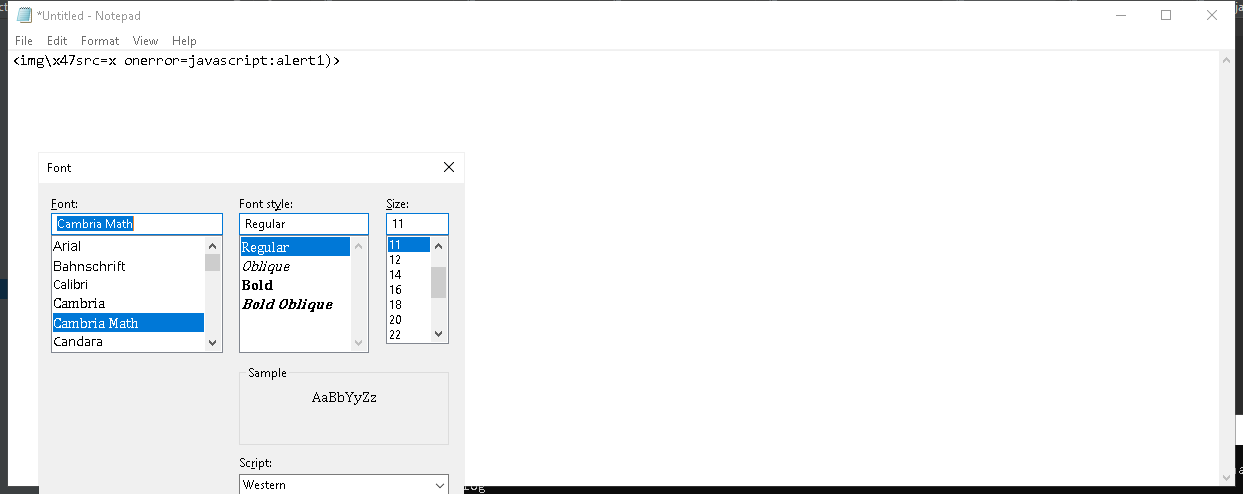 *Untitled - Notepad
File Edit Format View Help
<img\x47src=x onerror=javascript:alert1)>
Font
Font: Font style: Size:
Cambria Math Regular 11
Arial Regular 11
Bahnschrift Oblique 12
Calibri Bold 14
Cambria Bold Oblique 16
Cambria Math 18
Candara 20
22
Sample
AaBbYyZz
Script:
Western